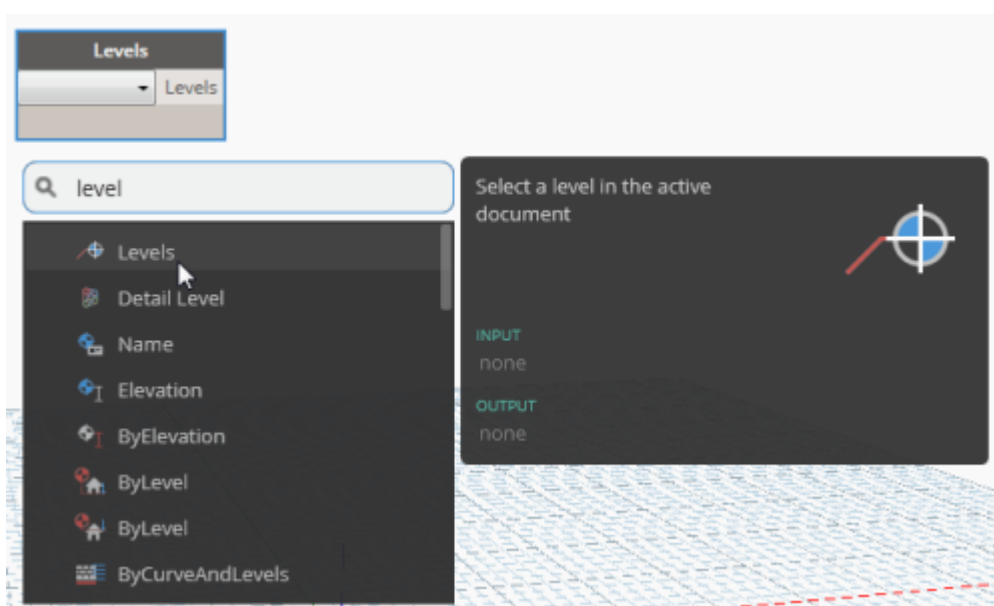 Levels
Levels
level
Levels
Detail Level
Name
Elevation
ByElevation
ByLevel
ByLevel
ByCurveAndLevels
Select a level in the active
document
INPUT
none
OUTPUT
none